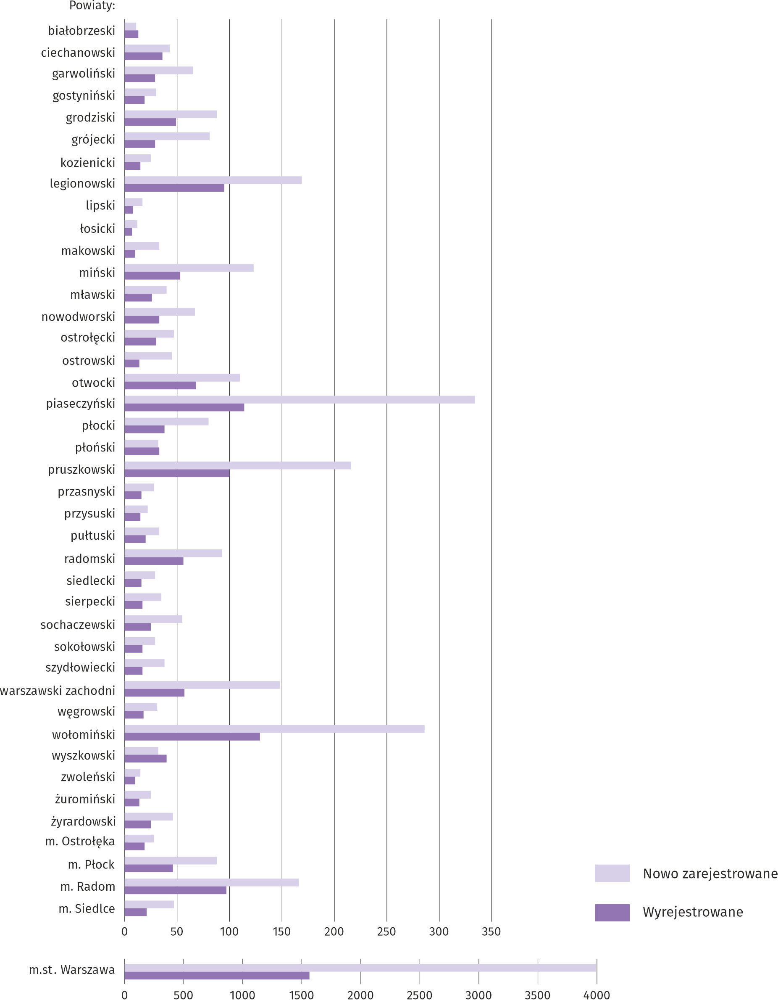 Powiaty:
białobrzeski
ciechanowski
garwoliński
gostyniński
grodziski
grójecki
kozienicki
legionowski
lipski
łosicki
makowski
miński
mławski
nowodworski
ostrołęcki
ostrowski
otwocki
piaseczyński
płocki
płoński
pruszkowski
przasnyski
przysuski
pułtuski
radomski
siedlecki
sierpecki
sochaczewski
sokołowski
szydłowiecki
warszawski zachodni
węgrowski
wołomiński
wyszkowski
zwoleński
żuromiński
żyrardowski
m. Ostrołęka
m. Płock
m. Radom
m. Siedlce
0 50 100 150 200 250 300 350
Nowo zarejestrowane
Wyrejestrowane
m.st. Warszawa
0 500 1000 1500 2000 2500 3000 3500 4000